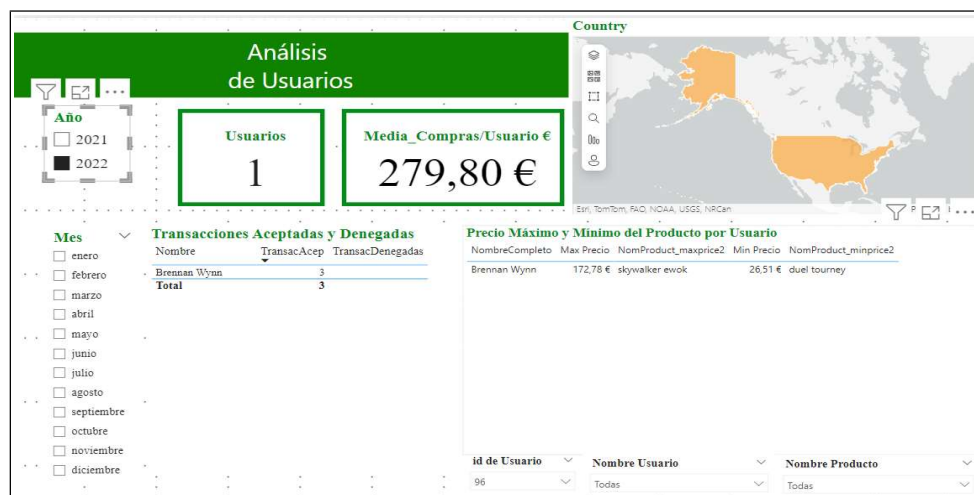 Country
Análisis
de Usuarios
Año
2021
2022
Usuarios
1
Media_Compras/Usuario €
279,80 €
Esri, TomTom, FAO, NOAA, USGS, NRCan
Mes
enero
febrero
marzo
abril
mayo
junio
julio
agosto
septiembre
octubre
noviembre
diciembre
Transacciones Aceptadas y Denegadas
Nombre TransacAcep TransacDenegadas
Brennan Wynn 3
Total 3
Precio Máximo y Minimo del Producto por Usuario
NombreCompleto Max Precio NomProduct_maxprice2 Min Precio NomProduct_minprice2
Brennan Wynn 172,78 € skywalker ewok 26,51 € duel tourney
id de Usuario
96
Nombre Usuario
Todas
Nombre Producto
Todas